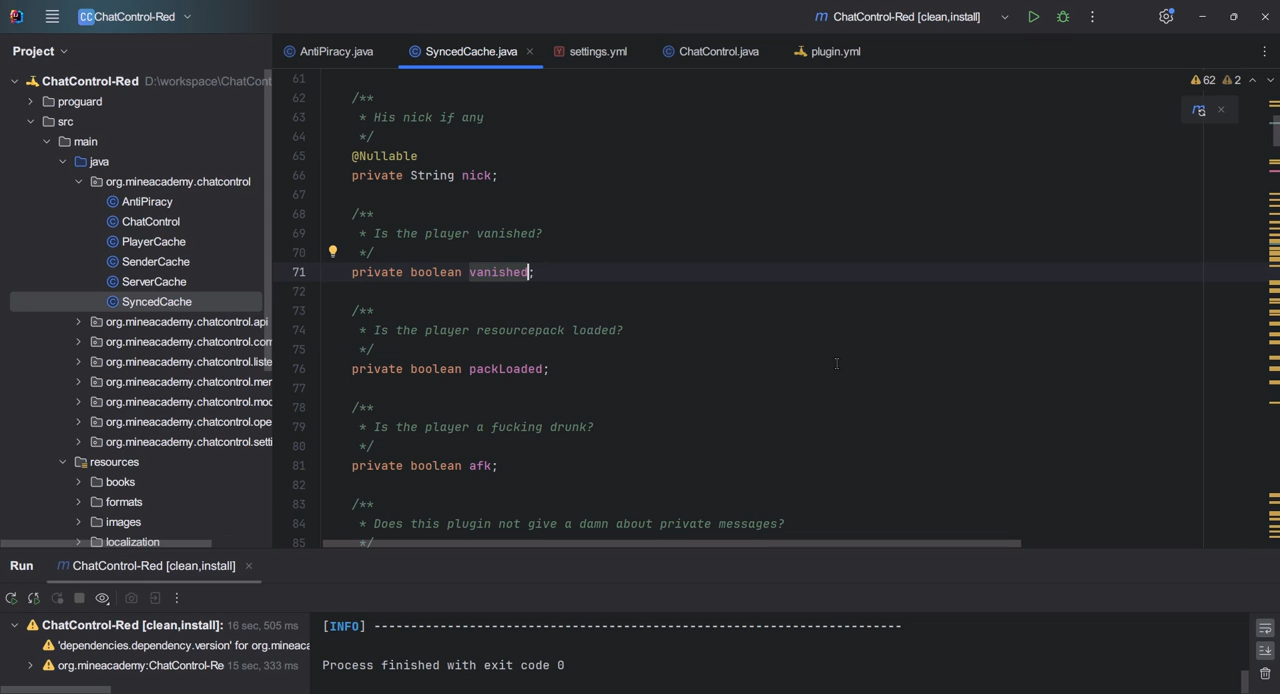 CC ChatControl-Red
ChatControl-Red [clean,install]
Project
AntiPiracy.java
SyncedCache.java
settings.yml
ChatControl.java
plugin.yml
ChatControl-Red D:\workspace\ChatCont
proguard
src
main
java
org.mineacademy.chatcontrol
AntiPiracy
ChatControl
PlayerCache
SenderCache
ServerCache
SyncedCache
org.mineacademy.chatcontrol.api
org.mineacademy.chatcontrol.com
org.mineacademy.chatcontrol.liste
org.mineacademy.chatcontrol.men
org.mineacademy.chatcontrol.mod
org.mineacademy.chatcontrol.ope
org.mineacademy.chatcontrol.setti
resources
books
formats
images
localization
62 2
61
62 /**
63 * His nick if any
64 */
65 @Nullable
66 private String nick;
67
68 /**
69 * Is the player vanished?
70 */
71 private boolean vanished;
72
73 /**
74 * Is the player resourcepack loaded?
75 */
76 private boolean packLoaded;
77
78 /**
79 * Is the player a fucking drunk?
80 */
81 private boolean afk;
82
83 /**
84 * Does this plugin not give a damn about private messages?
85 */
Run
ChatControl-Red [clean,install]
ChatControl-Red [clean,install]: 16 sec, 505 ms
'dependencies.dependency.version' for org.mineaca
org.mineacademy:ChatControl-Re 15 sec, 333 ms
[INFO] ------------------------------------------------------------------------
Process finished with exit code 0